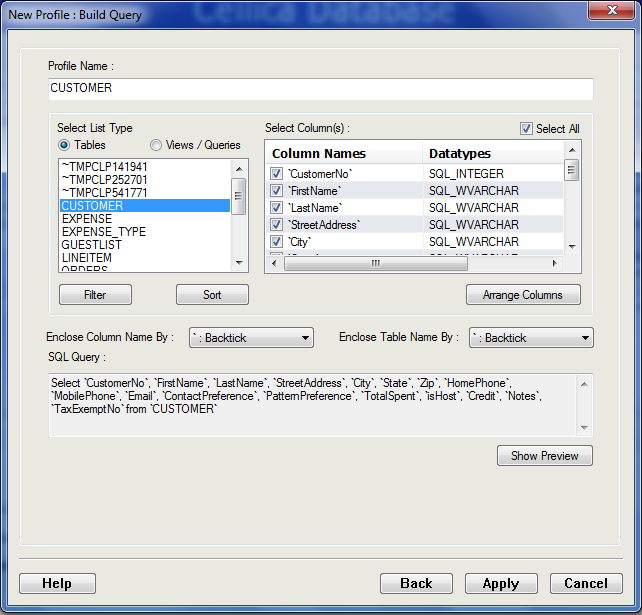 Cellica Database
New Profile : Build Query
Profile Name :
CUSTOMER
Select List Type
Tables
Views / Queries
~TMPCLP141941
~TMPCLP252701
~TMPCLP541771
CUSTOMER
EXPENSE
EXPENSE_TYPE
GUESTLIST
LINEITEM
ORDERS
Filter
Sort
Select Column(s) :
Select All
Column Names Datatypes
`CustomerNo` SQL_INTEGER
`FirstName` SQL_WVARCHAR
`LastName` SQL_WVARCHAR
`StreetAddress` SQL_WVARCHAR
`City` SQL_WVARCHAR
Arrange Columns
Enclose Column Name By : ` : Backtick
Enclose Table Name By : ` : Backtick
SQL Query :
Select `CustomerNo`, `FirstName`, `LastName`, `StreetAddress`, `City`, `State`, `Zip`, `HomePhone`,
`MobilePhone`, `Email`, `ContactPreference`, `PatternPreference`, `TotalSpent`, `isHost`, `Credit`, `Notes`,
`TaxExemptNo` from `CUSTOMER`
Show Preview
Help
Back
Apply
Cancel